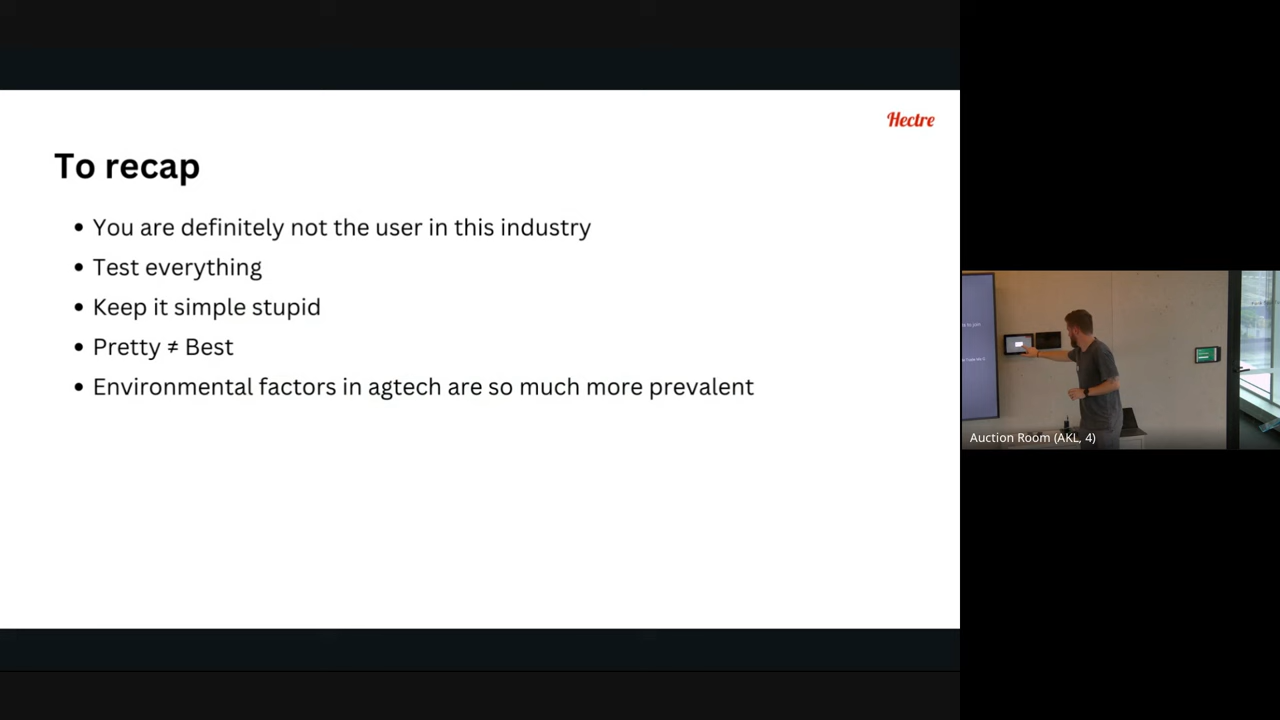 Hectre
To recap
• You are definitely not the user in this industry
• Test everything
• Keep it simple stupid
• Pretty ≠ Best
• Environmental factors in agtech are so much more prevalent
Auction Room (AKL, 4)